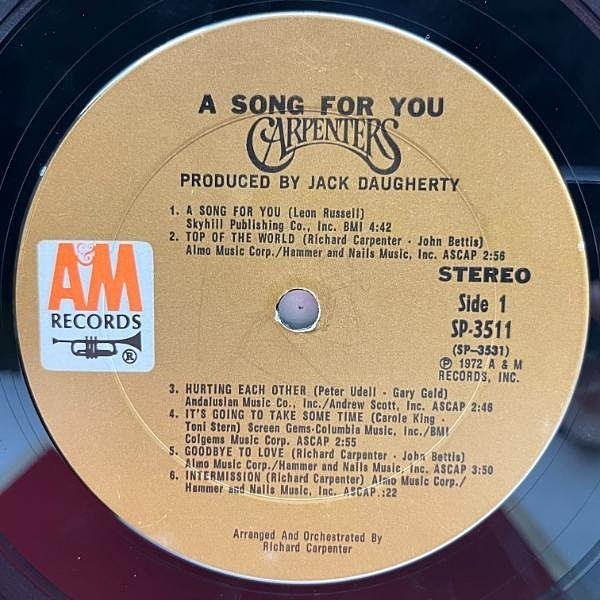 A SONG FOR YOU
CARPENTERS
PRODUCED BY JACK DAUGHERTY
1. A SONG FOR YOU (Leon Russell)
Skyhill Publishing Co., Inc. BMI 4:42
2. TOP OF THE WORLD (Richard Carpenter - John Bettis)
Almo Music Corp./Hammer and Nails Music, Inc. ASCAP 2:56
A&M
RECORDS
®
STEREO
Side 1
SP-3511
(SP-3531)
℗ 1972 A & M
RECORDS, INC.
3. HURTING EACH OTHER (Peter Udell - Gary Geld)
Andalusian Music Co., Inc./Andrew Scott, Inc. ASCAP 2:46
4. IT'S GOING TO TAKE SOME TIME (Carole King -
Toni Stern) Screen Gems-Columbia Music, Inc./BMI
Colgems Music Corp. ASCAP 2:55
5. GOODBYE TO LOVE (Richard Carpenter - John Bettis)
Almo Music Corp./Hammer and Nails Music, Inc. ASCAP 3:50
6. INTERMISSION (Richard Carpenter) Almo Music Corp./
Hammer and Nails Music, Inc. ASCAP .:22
Arranged And Orchestrated By
Richard Carpenter